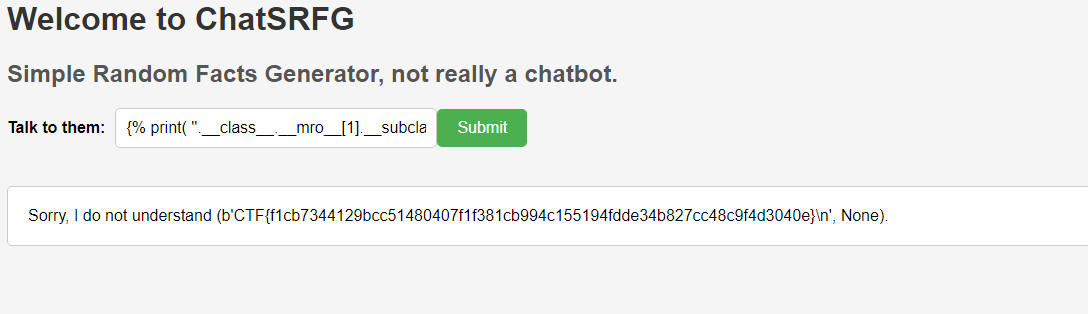 Welcome to ChatSRFG
Simple Random Facts Generator, not really a chatbot.
Talk to them: {% print( ''.__class__.__mro__[1].__subcla Submit
Sorry, I do not understand (b'CTF{f1cb7344129bcc51480407f1f381cb994c155194fdde34b827cc48c9f4d3040e}\n', None).